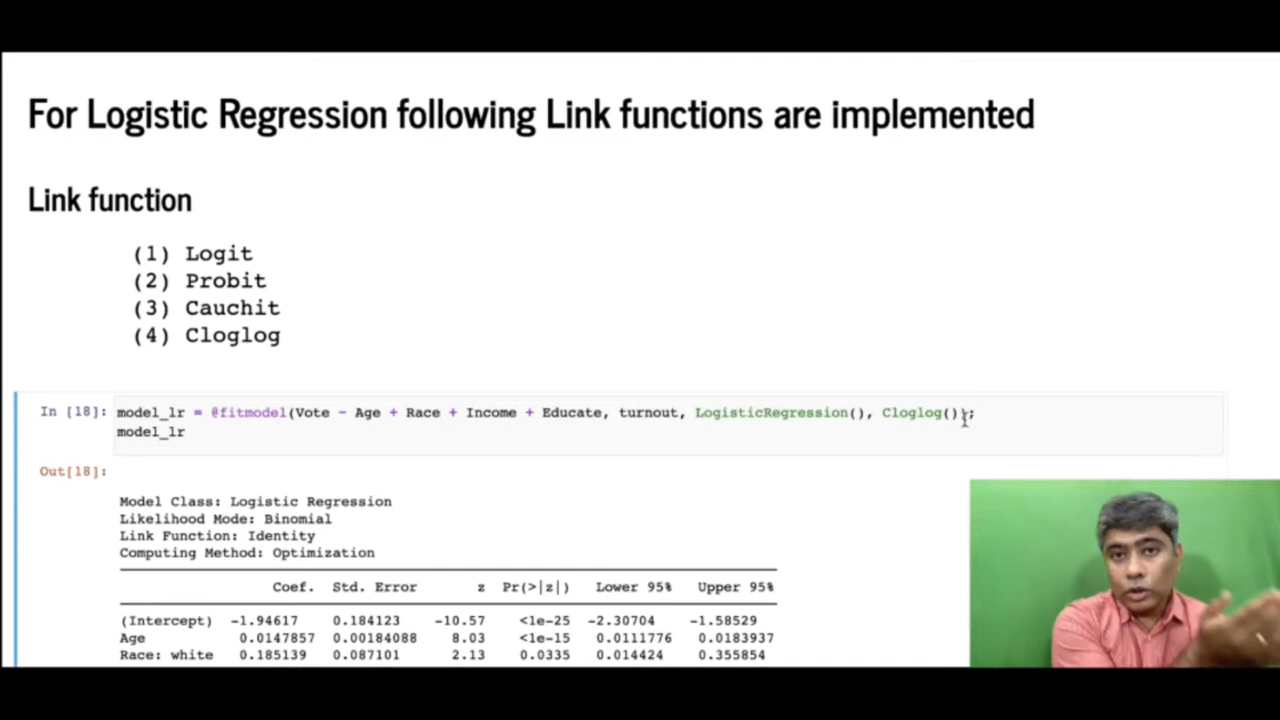 For Logistic Regression following Link functions are implemented
Link function
(1) Logit
(2) Probit
(3) Cauchit
(4) Cloglog
In [18]: model_lr = @fitmodel(Vote ~ Age + Race + Income + Educate, turnout, LogisticRegression(), Cloglog());
model_lr
Out[18]:
Model Class: Logistic Regression
Likelihood Mode: Binomial
Link Function: Identity
Computing Method: Optimization
Coef. Std. Error z Pr(>|z|) Lower 95% Upper 95%
(Intercept) -1.94617 0.184123 -10.57 <1e-25 -2.30704 -1.58529
Age 0.0147857 0.00184088 8.03 <1e-15 0.0111776 0.0183937
Race: white 0.185139 0.087101 2.13 0.0335 0.014424 0.355854